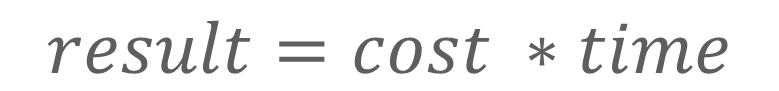 result = cost * time